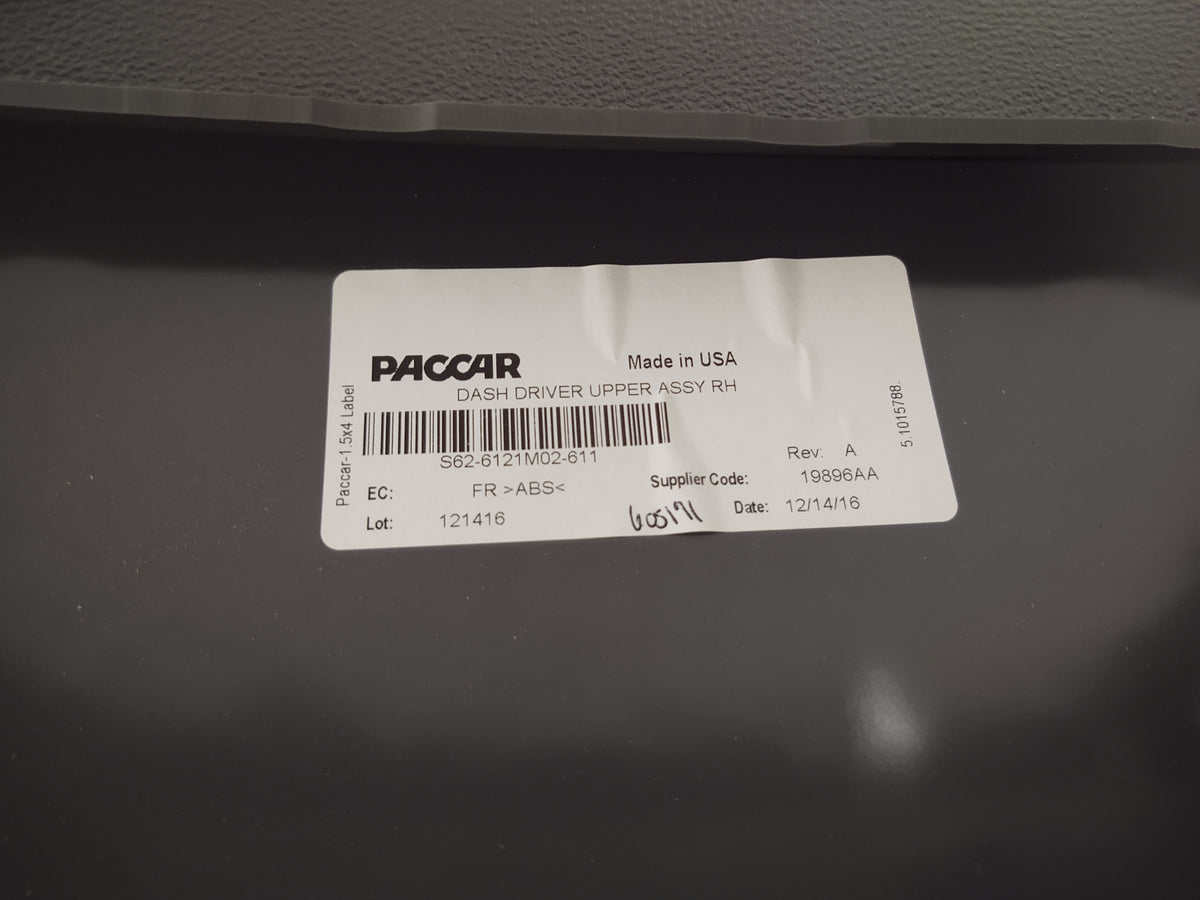 PACCAR
Made in USA
DASH DRIVER UPPER ASSY RH
S62-6121M02-611
Rev: A
EC: FR >ABS<
Supplier Code: 19896AA
Lot: 121416
605171
Date: 12/14/16
Paccar-1.5x4 Label
5.1015788.